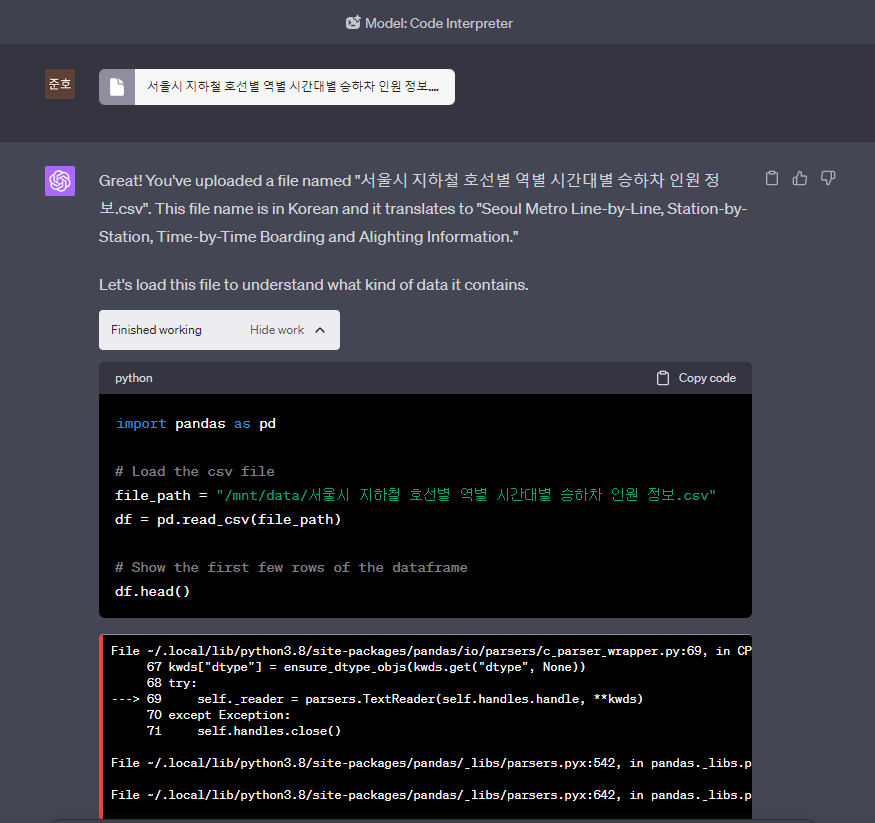 Model: Code Interpreter
준호
서울시 지하철 호선별 역별 시간대별 승하차 인원 정보....
Great! You've uploaded a file named "서울시 지하철 호선별 역별 시간대별 승하차 인원 정
보.csv". This file name is in Korean and it translates to "Seoul Metro Line-by-Line, Station-by-
Station, Time-by-Time Boarding and Alighting Information."
Let's load this file to understand what kind of data it contains.
Finished working Hide work
python Copy code
import pandas as pd
# Load the csv file
file_path = "/mnt/data/서울시 지하철 호선별 역별 시간대별 승하차 인원 정보.csv"
df = pd.read_csv(file_path)
# Show the first few rows of the dataframe
df.head()
File ~/.local/lib/python3.8/site-packages/pandas/io/parsers/c_parser_wrapper.py:69, in CP
67 kwds["dtype"] = ensure_dtype_objs(kwds.get("dtype", None))
68 try:
---> 69 self._reader = parsers.TextReader(self.handles.handle, **kwds)
70 except Exception:
71 self.handles.close()
File ~/.local/lib/python3.8/site-packages/pandas/_libs/parsers.pyx:542, in pandas._libs.p
File ~/.local/lib/python3.8/site-packages/pandas/_libs/parsers.pyx:642, in pandas._libs.p